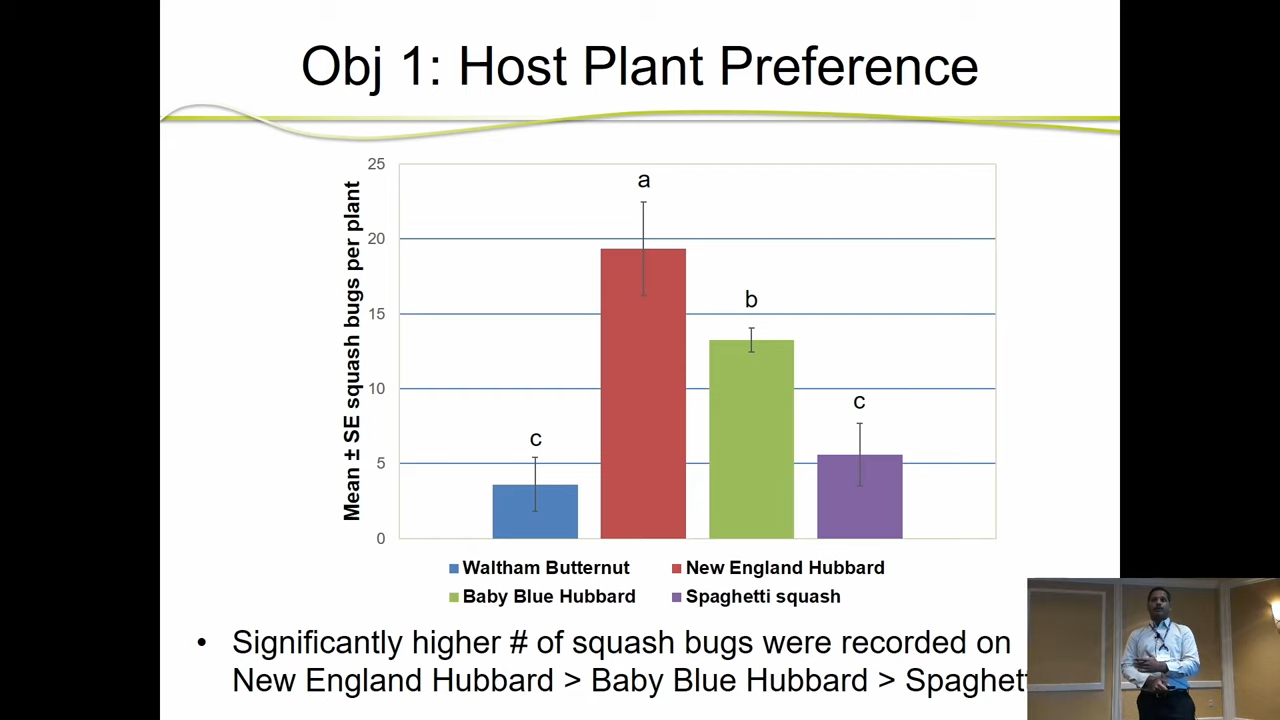 Obj 1: Host Plant Preference
Mean ± SE squash bugs per plant
25
20
15
10
5
0
a
b
c
c
Waltham Butternut
New England Hubbard
Baby Blue Hubbard
Spaghetti squash
• Significantly higher # of squash bugs were recorded on
New England Hubbard > Baby Blue Hubbard >